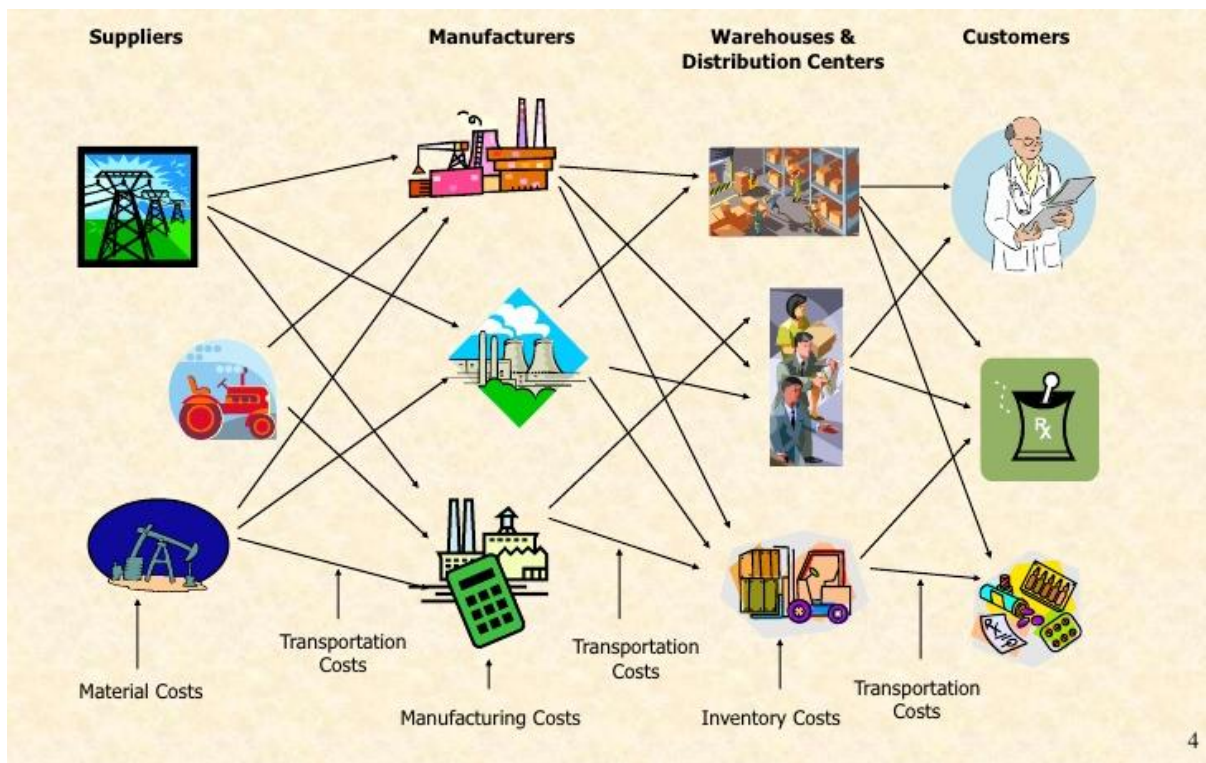 Suppliers
Manufacturers
Warehouses &
Distribution Centers
Customers
Rx
Transportation
Costs
Transportation
Costs
Transportation
Costs
Material Costs
Manufacturing Costs
Inventory Costs
4